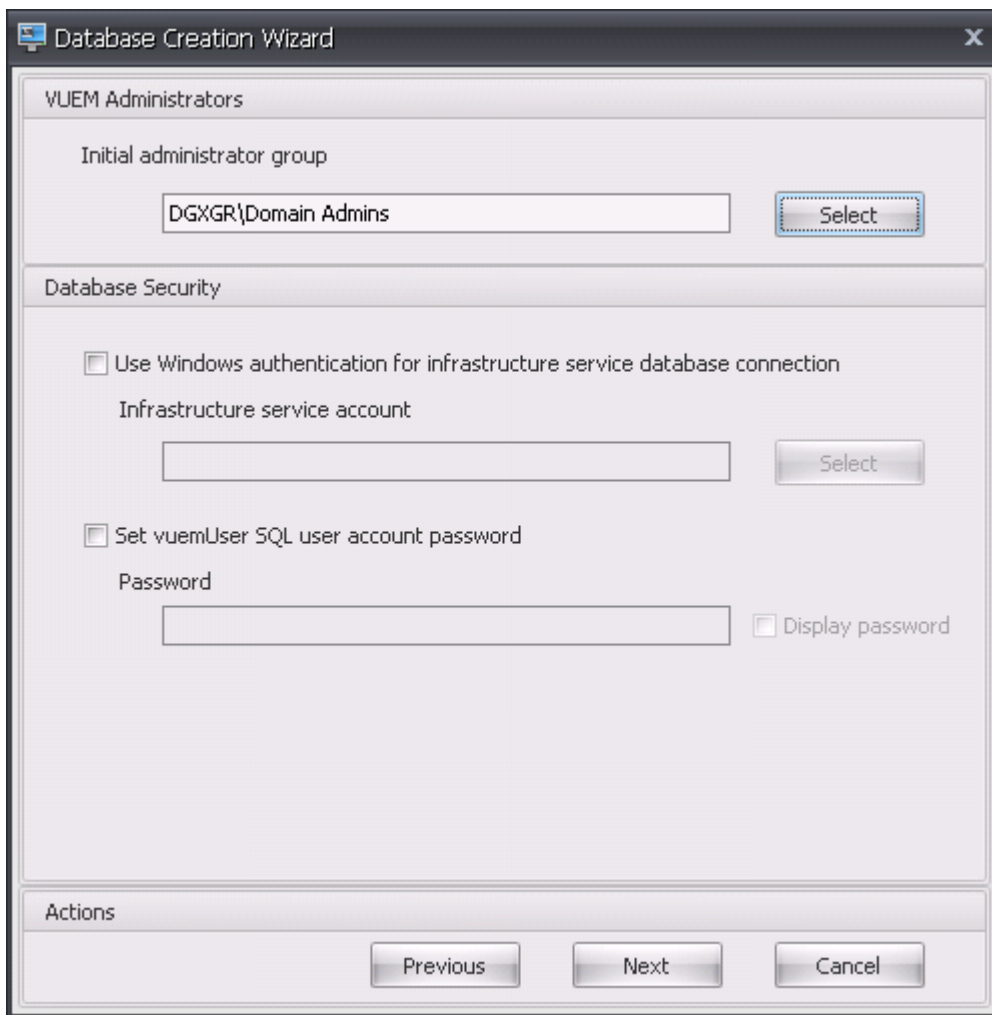 Database Creation Wizard
VUEM Administrators
Initial administrator group
DGXGR\Domain Admins
Select
Database Security
Use Windows authentication for infrastructure service database connection
Infrastructure service account
Select
Set vuemUser SQL user account password
Password
Display password
Actions
Previous Next Cancel